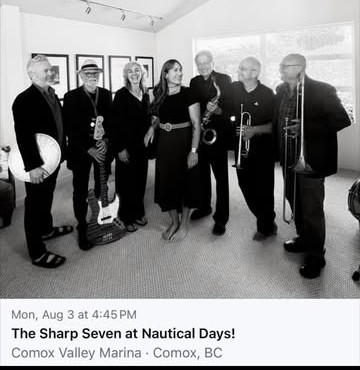 Mon, Aug 3 at 4:45 PM
The Sharp Seven at Nautical Days!
Comox Valley Marina · Comox, BC